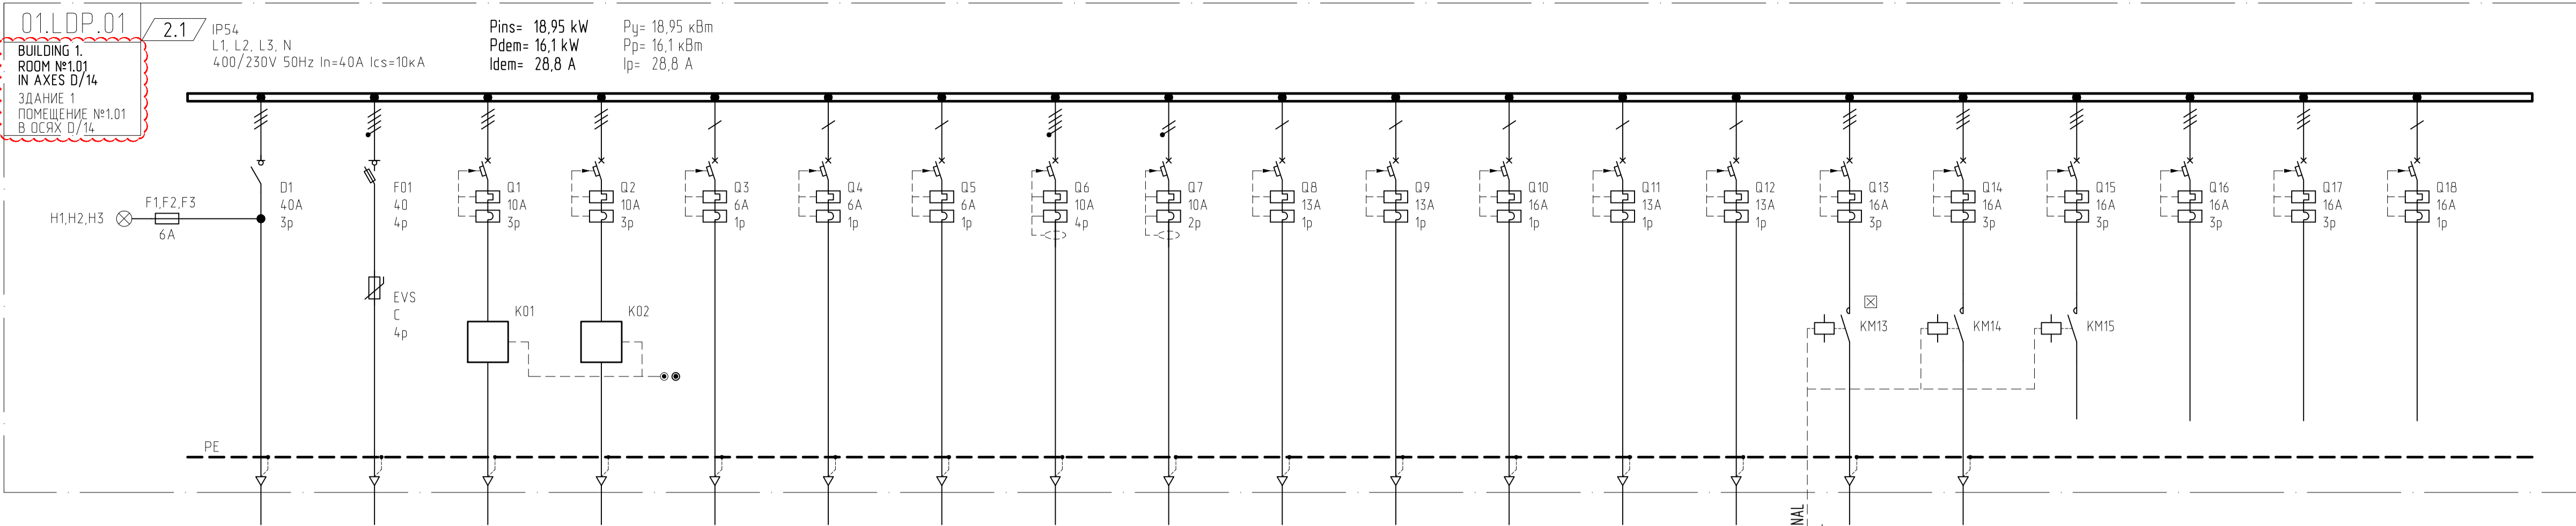 01.LDP.01
2.1
BUILDING 1.
ROOM №1.01
IN AXES D/14
ЗДАНИЕ 1
ПОМЕЩЕНИЕ №1.01
В ОСЯХ D/14
IP54
L1, L2, L3, N
400/230V 50Hz In=40A Ics=10кА
Pins= 18,95 kW
Pdem= 16,1 kW
Idem= 28,8 A
Ру= 18,95 кВт
Рр= 16,1 кВт
Iр= 28,8 А
H1,H2,H3
F1,F2,F3
6A
D1
40A
3p
F01
40
4p
EVS
C
4p
Q1
10A
3p
K01
Q2
10A
3p
K02
Q3
6A
1p
Q4
6A
1p
Q5
6A
1p
Q6
10A
4p
Q7
10A
2p
Q8
13A
1p
Q9
13A
1p
Q10
16A
1p
Q11
13A
1p
Q12
13A
1p
Q13
16A
3p
KM13
Q14
16A
3p
KM14
Q15
16A
3p
KM15
Q16
16A
3p
Q17
16A
3p
Q18
16A
1p
PE
NAL